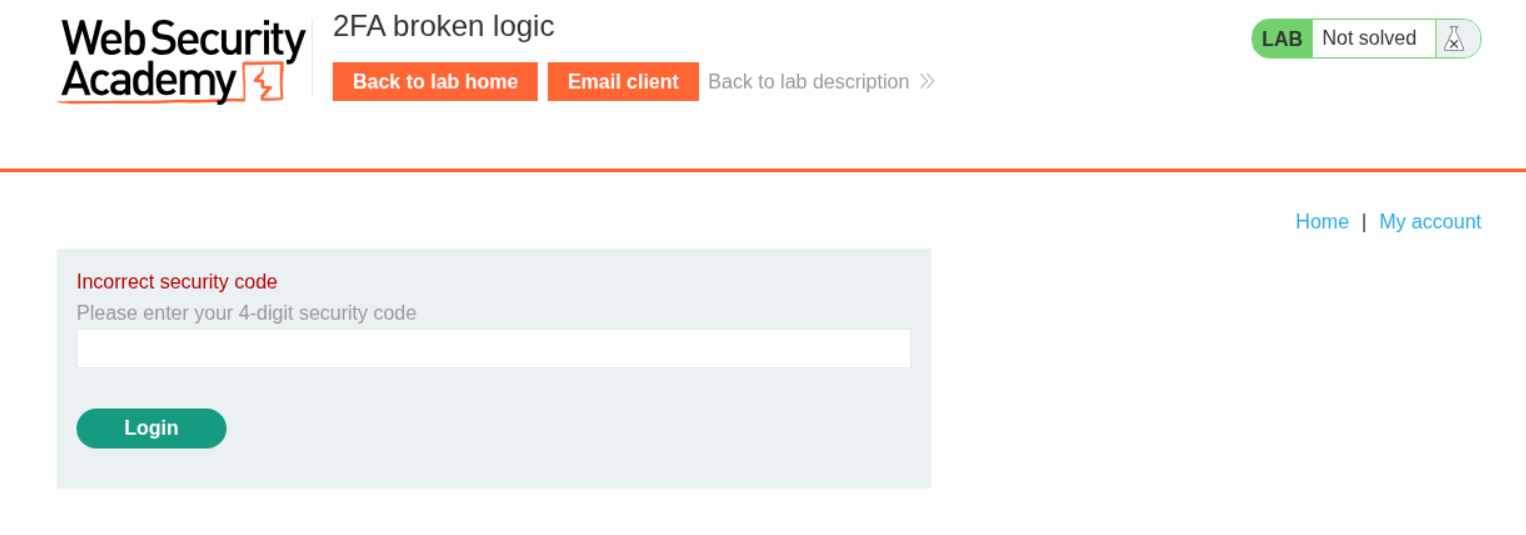 Web Security
Academy
2FA broken logic
Back to lab home
Email client
Back to lab description
LAB
Not solved
Home | My account
Incorrect security code
Please enter your 4-digit security code
Login